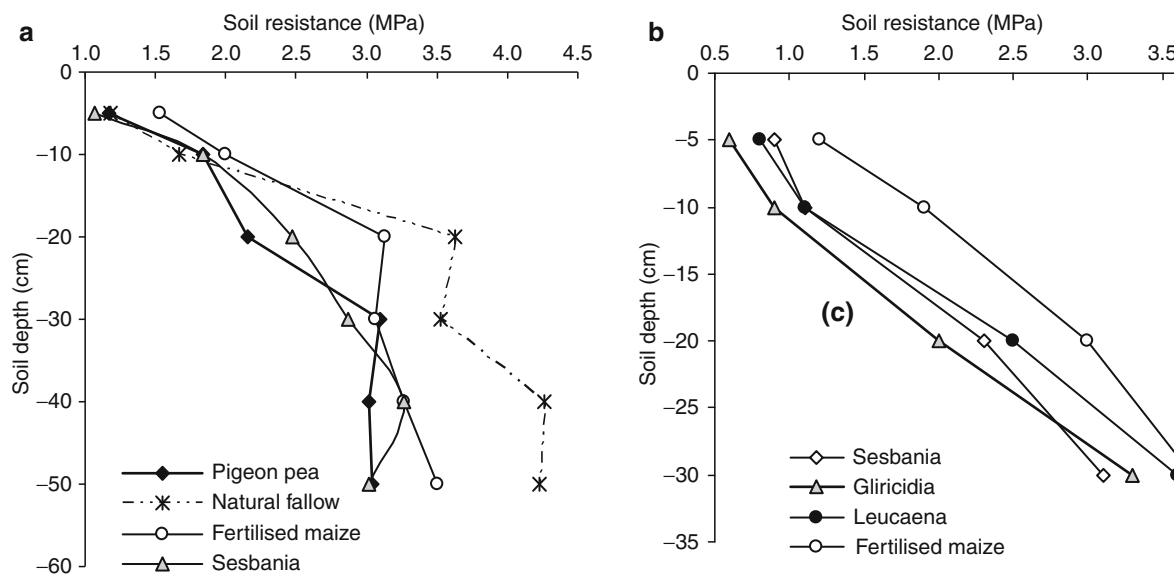 a
Soil resistance (MPa)
1.0 1.5 2.0 2.5 3.0 3.5 4.0 4.5
0
–10
–20
–30
–40
–50
–60
Soil depth (cm)
Pigeon pea
Natural fallow
Fertilised maize
Sesbania
b
Soil resistance (MPa)
0.5 1.0 2.0 2.5 3.0 3.5
0
–5
–10
–15
–20
–25
–30
–35
Soil depth (cm)
(c)
Sesbania
Gliricidia
Leucaena
Fertilised maize